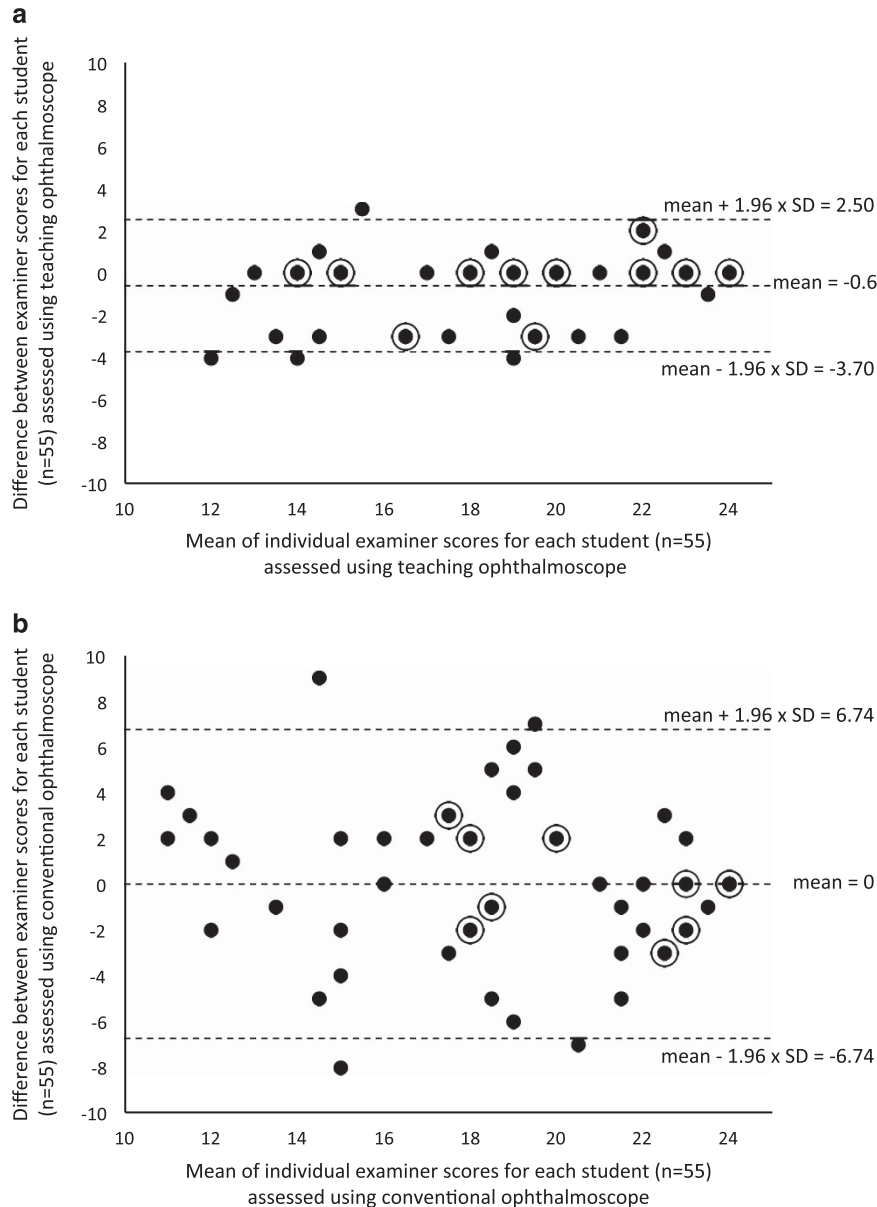 a
Difference between examiner scores for each student
(n=55) assessed using teaching ophthalmoscope
10
8
6
4
2
0
-2
-4
-6
-8
-10
mean + 1.96 x SD = 2.50
mean = -0.6
mean - 1.96 x SD = -3.70
10 12 14 16 18 20 22 24
Mean of individual examiner scores for each student (n=55)
assessed using teaching ophthalmoscope
b
Difference between examiner scores for each student
(n=55) assessed using conventional ophthalmoscope
10
8
6
4
2
0
-2
-4
-6
-8
-10
mean + 1.96 x SD = 6.74
mean = 0
mean - 1.96 x SD = -6.74
10 12 14 16 18 20 22 24
Mean of individual examiner scores for each student (n=55)
assessed using conventional ophthalmoscope